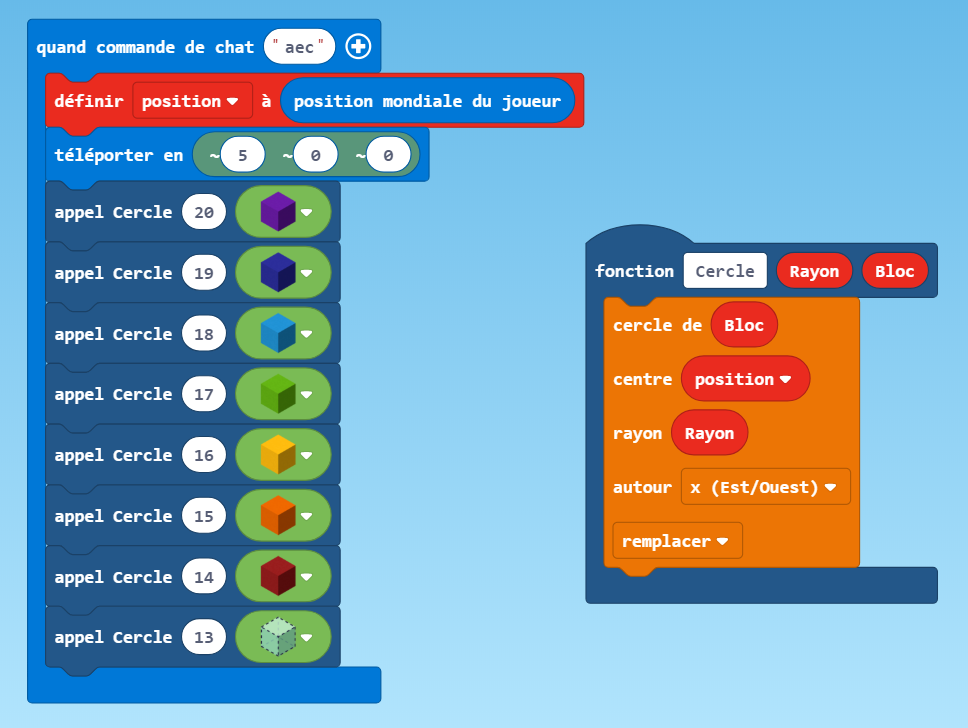 quand commande de chat "aec"
définir position à position mondiale du joueur
téléporter en ~5 ~0 ~0
appel Cercle 20
appel Cercle 19
appel Cercle 18
appel Cercle 17
appel Cercle 16
appel Cercle 15
appel Cercle 14
appel Cercle 13
fonction Cercle Rayon Bloc
cercle de Bloc
centre position
rayon Rayon
autour x (Est/Ouest)
remplacer